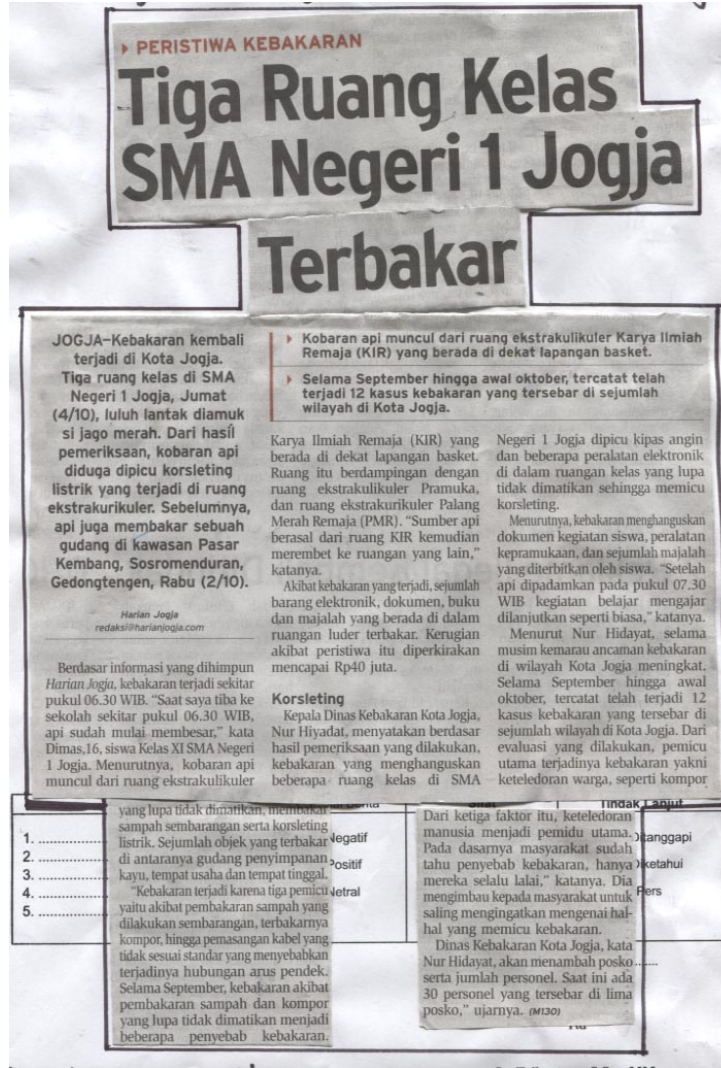 PERISTIWA KEBAKARAN
Tiga Ruang Kelas
SMA Negeri 1 Jogja
Terbakar
JOGJA—Kebakaran kembali
terjadi di Kota Jogja.
Tiga ruang kelas di SMA
Negeri 1 Jogja, Jumat
(4/10), luluh lantak diamuk
si jago merah. Dari hasil
pemeriksaan, kobaran api
diduga dipicu korsleting
listrik yang terjadi di ruang
ekstrakurikuler. Sebelumnya,
api juga membakar sebuah
gudang di kawasan Pasar
Kembang, Sosromenduran,
Gedongtengen, Rabu (2/10).
Harian Jogja
redaksi@harianjogja.com
Berdasar informasi yang dihimpun
Harian Jogja, kebakaran terjadi sekitar
pukul 06.30 WIB. “Saat saya tiba ke
sekolah sekitar pukul 06.30 WIB,
api sudah mulai membesar,” kata
Dimas,16, siswa Kelas XI SMA Negeri
1 Jogja. Menurutnya, kobaran api
muncul dari ruang ekstrakulikuler
Kobaran api muncul dari ruang ekstrakulikuler Karya Ilmiah
Remaja (KIR) yang berada di dekat lapangan basket.
Selama September hingga awal oktober, tercatat telah
terjadi 12 kasus kebakaran yang tersebar di sejumlah
wilayah di Kota Jogja.
Karya Ilmiah Remaja (KIR) yang
berada di dekat lapangan basket.
Ruang itu berdampingan dengan
ruang ekstrakulikuler Pramuka,
dan ruang ekstrakurikuler Palang
Merah Remaja (PMR). “Sumber api
berasal dari ruang KIR kemudian
merembet ke ruangan yang lain,”
katanya.
Akibat kebakaran yang terjadi, sejumlah
barang elektronik, dokumen, buku
dan majalah yang berada di dalam
ruangan luder terbakar. Kerugian
akibat peristiwa itu diperkirakan
mencapai Rp40 juta.
Korsleting
Kepala Dinas Kebakaran Kota Jogja,
Nur Hiyadat, menyatakan berdasar
hasil pemeriksaan yang dilakukan,
kebakaran yang menghanguskan
beberapa ruang kelas di SMA
Negeri 1 Jogja dipicu kipas angin
dan beberapa peralatan elektronik
di dalam ruangan kelas yang lupa
tidak dimatikan sehingga memicu
korsleting.
Menurutnya, kebakaran menghanguskan
dokumen kegiatan siswa, peralatan
kepramukaan, dan sejumlah majalah
yang diterbitkan oleh siswa. “Setelah
api dipadamkan pada pukul 07.30
WIB kegiatan belajar mengajar
dilanjutkan seperti biasa,” katanya.
Menurut Nur Hidayat, selama
musim kemarau ancaman kebakaran
di wilayah Kota Jogja meningkat.
Selama September hingga awal
oktober, tercatat telah terjadi 12
kasus kebakaran yang tersebar di
sejumlah wilayah di Kota Jogja. Dari
evaluasi yang dilakukan, pemicu
utama terjadinya kebakaran yakni
keteledoran warga, seperti kompor
yang lupa tidak dimatikan, membakar
sampah sembarangan serta korsleting
listrik. Sejumlah objek yang terbakar
di antaranya gudang penyimpanan
kayu, tempat usaha dan tempat tinggal.
“Kebakaran terjadi karena tiga pemicu
yaitu akibat pembakaran sampah yang
dilakukan sembarangan, terbakarnya
kompor, hingga pemasangan kabel yang
tidak sesuai standar yang menyebabkan
terjadinya hubungan arus pendek.
Selama September, kebakaran akibat
pembakaran sampah dan kompor
yang lupa tidak dimatikan menjadi
beberapa penyebab kebakaran.
Dari ketiga faktor itu, keteledoran
manusia menjadi pemidu utama.
Pada dasarnya masyarakat sudah
tahu penyebab kebakaran, hanya
mereka selalu lalai,” katanya. Dia
mengimbau kepada masyarakat untuk
saling mengingatkan mengenai hal-
hal yang memicu kebakaran.
Dinas Kebakaran Kota Jogja, kata
Nur Hidayat, akan menambah posko
serta jumlah personel. Saat ini ada
30 personel yang tersebar di lima
posko,” ujarnya. (M130)
1. ....................
2. ....................
3. ....................
4. ....................
5. ....................
Negatif
Positif
Netral
Tindak Lanjut
Ditanggapi
Diketahui
Pers